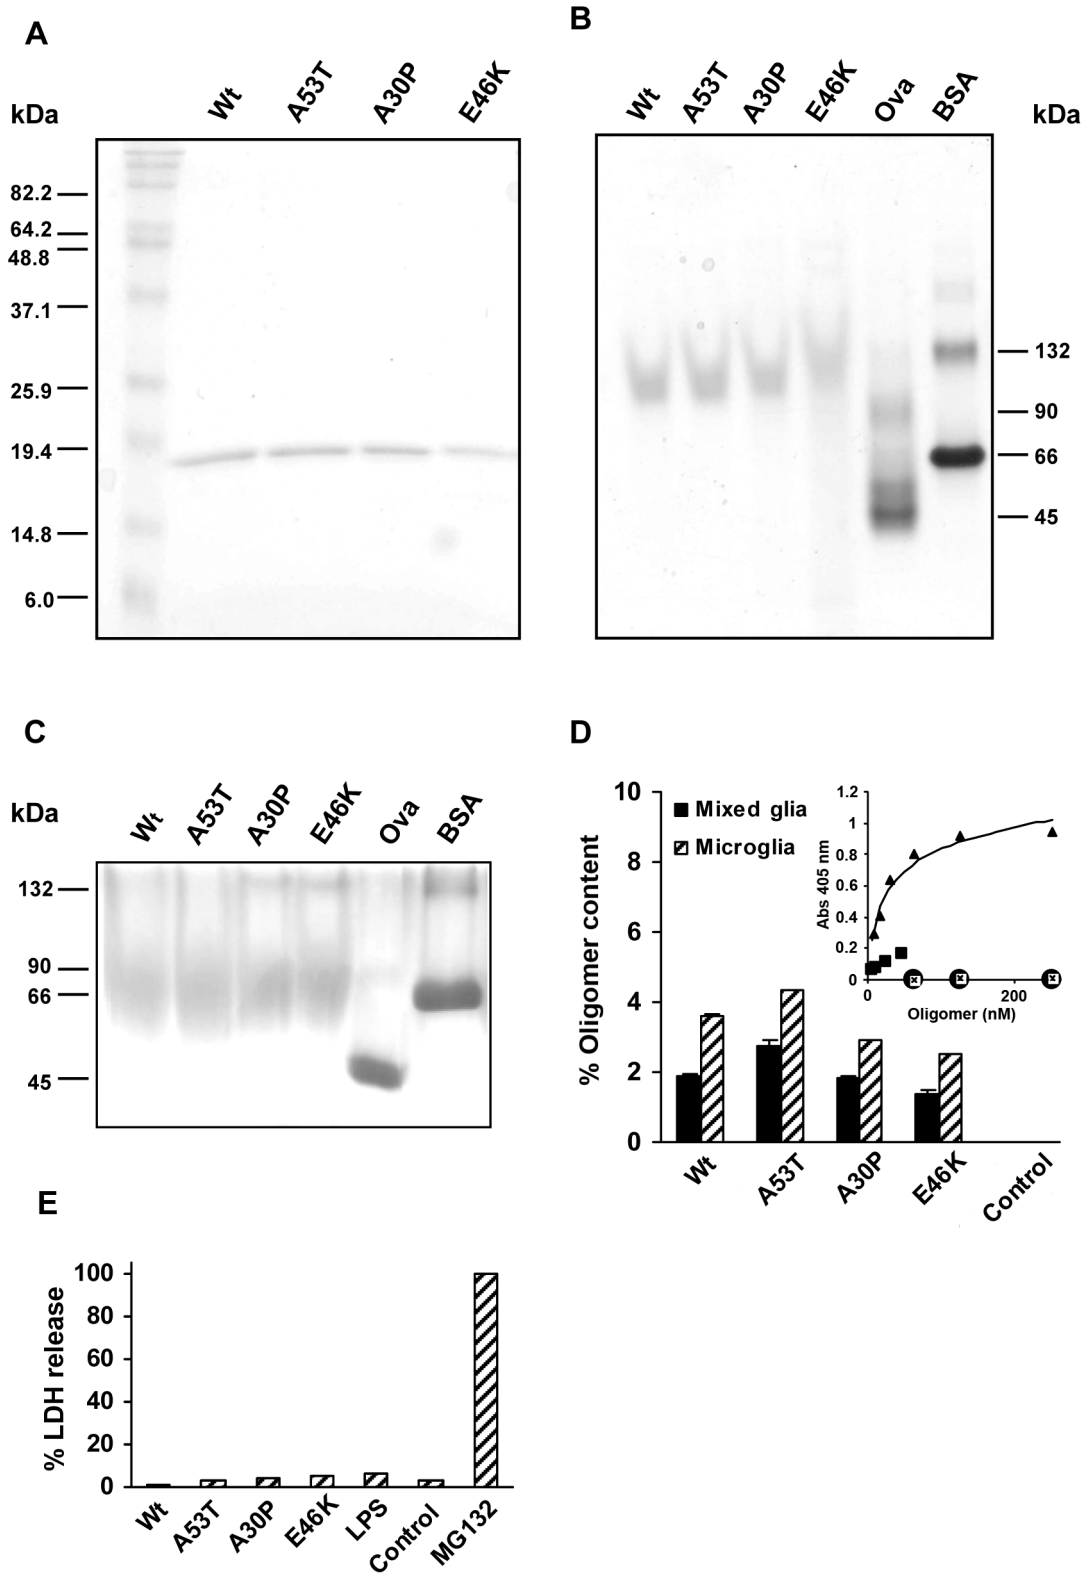 A
kDa
Wt
A53T
A30P
E46K
82.2
64.2
48.8
37.1
25.9
19.4
14.8
6.0
B
Wt
A53T
A30P
E46K
Ova
BSA
kDa
132
90
66
45
C
kDa
Wt
A53T
A30P
E46K
Ova
BSA
132
90
66
45
D
% Oligomer content
10
8
6
4
2
0
Mixed glia
Microglia
Wt
A53T
A30P
E46K
Control
Abs 405 nm
1.2
1
0.8
0.6
0.4
0.2
0
0
200
Oligomer (nM)
E
% LDH release
100
80
60
40
20
0
Wt
A53T
A30P
E46K
LPS
Control
MG132